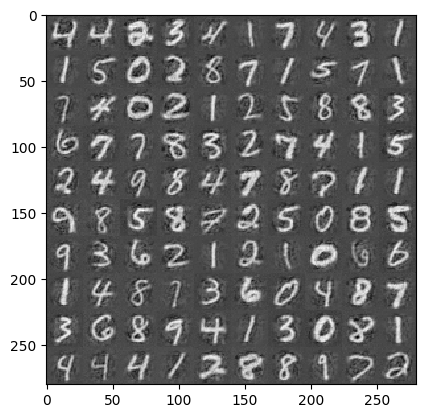 0
4 4 2 3 4 1 7 4 3 1
50
1 5 0 2 8 7 1 5 7 1
7 4 0 2 1 2 5 8 8 3
100
6 7 7 8 3 2 7 4 1 5
2 4 9 8 4 7 8 7 1 1
150
9 8 5 8 7 2 5 0 8 5
9 3 6 2 1 2 1 0 6 6
200
1 4 8 7 3 6 0 4 8 7
3 6 8 9 4 1 3 0 8 1
250
4 4 4 1 2 8 8 9 7 2
0 50 100 150 200 250